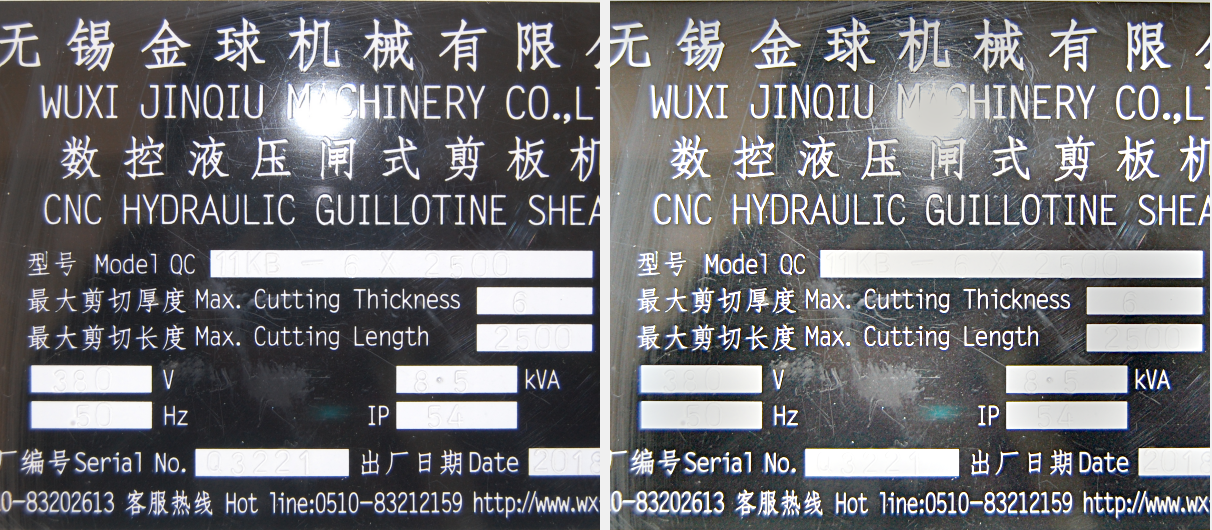 无锡金球机械有限
WUXI JINQIU MACHINERY CO.,L
数控液压闸式剪板机
CNC HYDRAULIC GUILLOTINE SHEA
型号 Model QC 11KB - 6 X 2500
最大剪切厚度 Max. Cutting Thickness 6
最大剪切长度 Max. Cutting Length 2500
380 V 8.5 kVA
50 Hz IP 54
厂编号 Serial No. 03221 出厂日期 Date 2018
0-83202613 客服热线 Hot line:0510-83212159 http://www.wx
无锡金球机械有限
WUXI JINQIU MACHINERY CO.,L
数控液压闸式剪板机
CNC HYDRAULIC GUILLOTINE SHEA
型号 Model QC 11KB - 6 X 2500
最大剪切厚度 Max. Cutting Thickness 6
最大剪切长度 Max. Cutting Length 2500
380 V 8.5 kVA
50 Hz IP 54
厂编号 Serial No. 03221 出厂日期 Date 2018
0-83202613 客服热线 Hot line:0510-83212159 http://www.wx